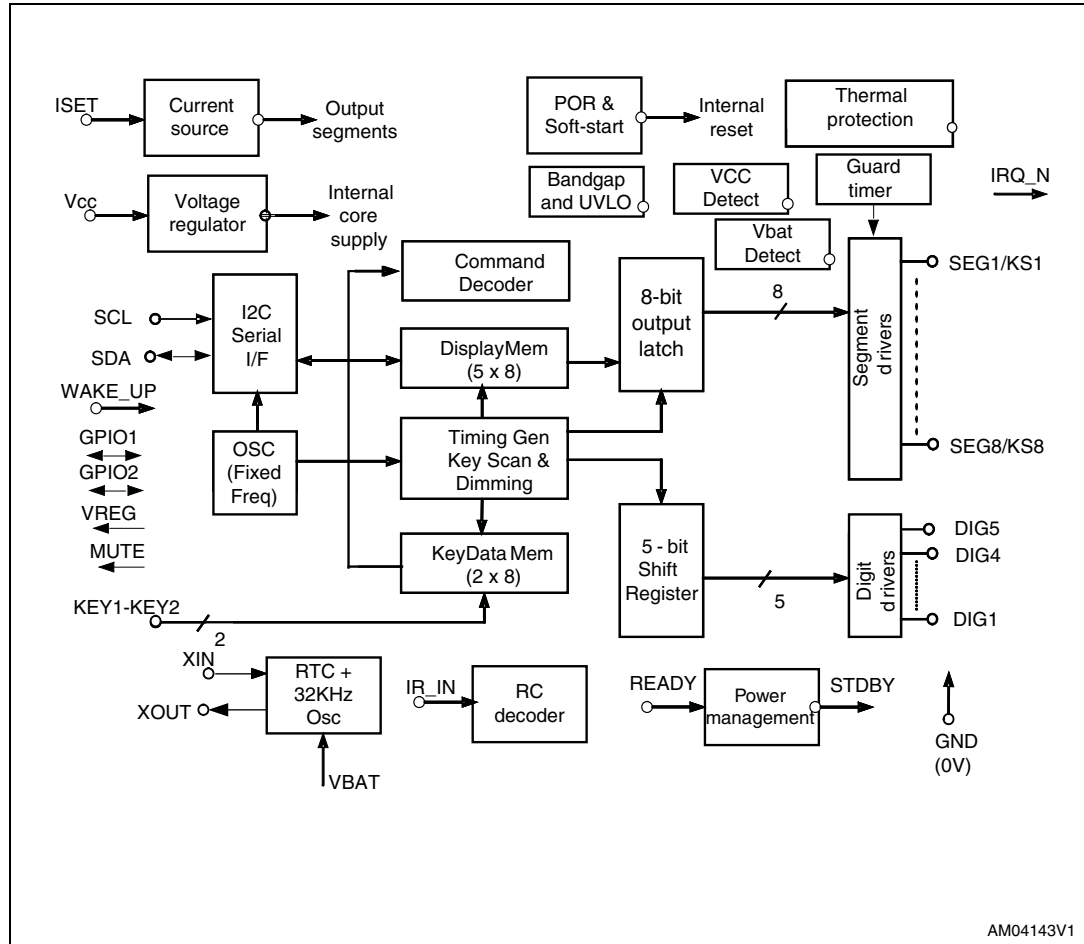 ISET
Current
source
Output
segments
POR &
Soft-start
Internal
reset
Thermal
protection
Vcc
Voltage
regulator
Internal
core
supply
Bandgap
and UVLO
VCC
Detect
Guard
timer
IRQ_N
Vbat
Detect
Command
Decoder
SCL
SDA
I2C
Serial
I/F
DisplayMem
(5 x 8)
8-bit
output
latch
8
Segment
drivers
SEG1/KS1
SEG8/KS8
WAKE_UP
GPIO1
GPIO2
VREG
MUTE
OSC
(Fixed
Freq)
Timing Gen
Key Scan &
Dimming
KeyData Mem
(2 x 8)
5 - bit
Shift
Register
5
Digit
drivers
DIG5
DIG4
DIG1
KEY1-KEY2
2
XIN
XOUT
RTC +
32KHz
Osc
VBAT
IR_IN
RC
decoder
READY
Power
management
STDBY
GND
(0V)
AM04143V1